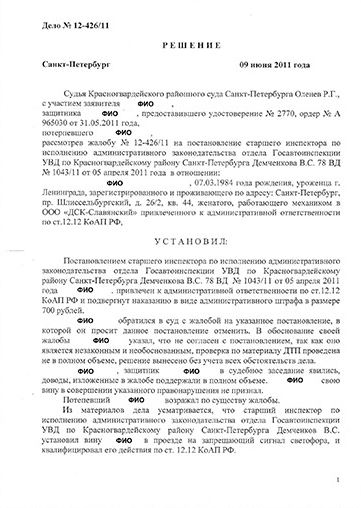 Дело № 12-426/11
РЕШЕНИЕ
Санкт-Петербург 09 июня 2011 года
Судья Красногвардейского районного суда Санкт-Петербурга Оленев Р.Г.,
с участием заявителя ФИО ,
защитника ФИО , предоставившего удостоверение № 2770, ордер № А
965030 от 31.05.2011 года,
потерпевшего ФИО ,
рассмотрев жалобу № 12-426/11 на постановление старшего инспектора по
исполнению административного законодательства отдела Госавтоинспекции
УВД по Красногвардейскому району Санкт-Петербурга Демченкова В.С. 78 ВД
№ 1043/11 от 05 апреля 2011 года в отношении:
ФИО , 07.03.1984 года рождения, уроженца г.
Ленинграда, зарегистрированного и проживающего по адресу: Санкт-Петербург,
пр. Шлиссельбургский, д. 26/2, кв. 44, женатого, работающего механиком в
ООО «ДСК-Славянский» привлеченного к административной ответственности
по ст.12.12 КоАП РФ,
УСТАНОВИЛ:
Постановлением старшего инспектора по исполнению административного
законодательства отдела Госавтоинспекции УВД по Красногвардейскому
району Санкт-Петербурга Демченкова В.С. 78 ВД № 1043/11 от 05 апреля 2011
года ФИО . привлечен к административной ответственности по ст.12.12
КоАП РФ и подвергнут наказанию в виде административного штрафа в размере
700 рублей.
ФИО обратился в суд с жалобой на указанное постановление, в
которой он просит данное постановление отменить. В обоснование своей
жалобы ФИО указал, что не согласен с постановлением, так как оно
является незаконным и необоснованным, проверка по материалу ДТП проведена
не в полном объеме, решение вынесено без учета всех обстоятельств дела.
ФИО , защитник ФИО в судебное заседание явились,
доводы, изложенные в жалобе поддержали в полном объеме. ФИО свою
вину в совершении указанного правонарушения не признал.
Потерпевший ФИО возражал по существу жалобы.
Из материалов дела усматривается, что старший инспектор по
исполнению административного законодательства отдела Госавтоинспекции
УВД по Красногвардейскому району Санкт-Петербурга Демченков В.С.
установил вину ФИО в проезде на запрещающий сигнал светофора, и
квалифицировал его действия по ст. 12.12 КоАП РФ.
1